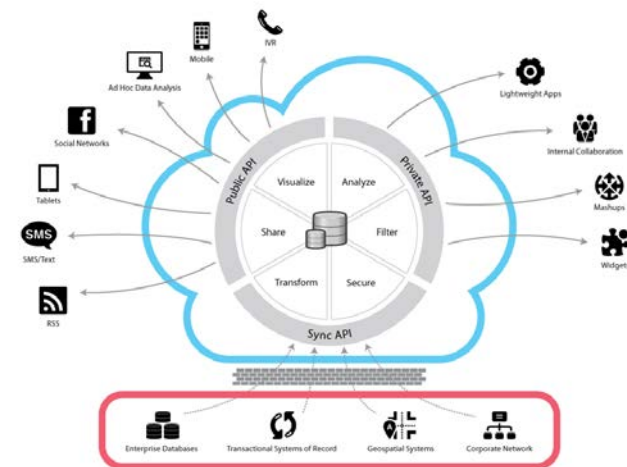 IVR
Mobile
Ad Hoc Data Analysis
Social Networks
Tablets
SMS
SMS/Text
RSS
Lightweight Apps
Internal Collaboration
Mashups
Widget
Public API
Private API
Sync API
Visualize
Analyze
Share
Filter
Transform
Secure
Enterprise Databases
Transactional Systems of Record
Geospatial Systems
Corporate Network